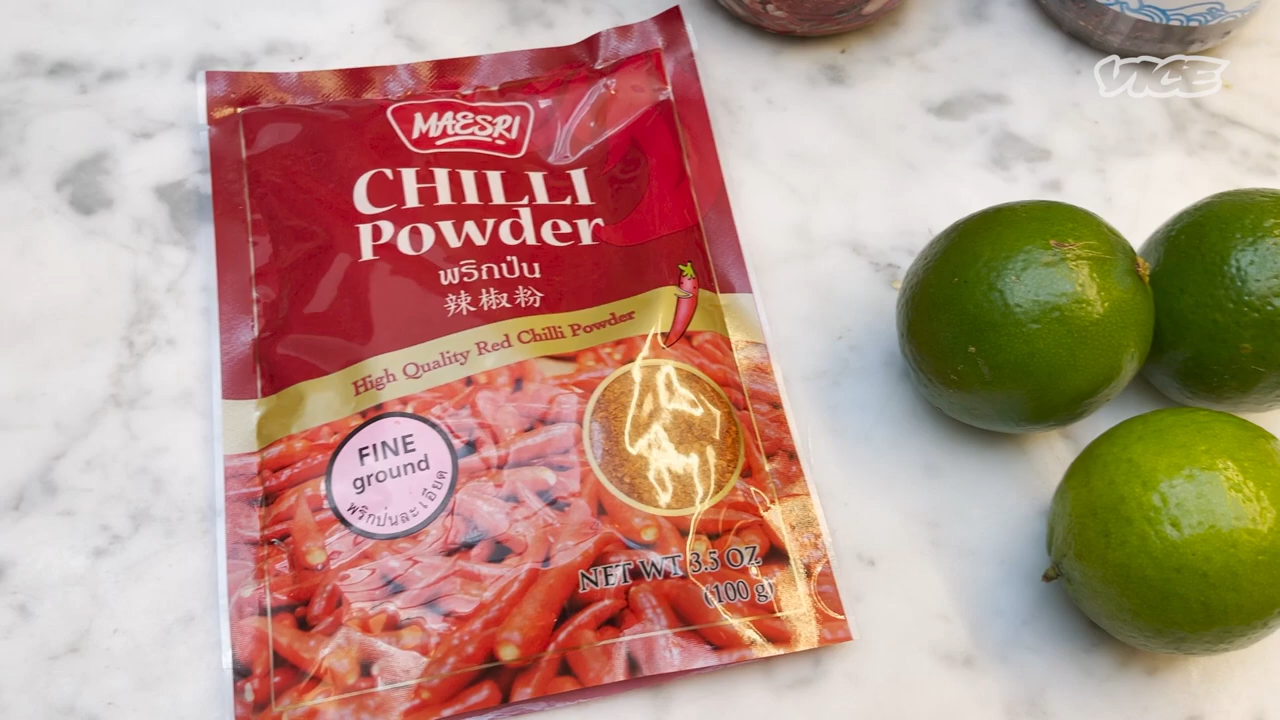 VICE
MAESRI
CHILLI
Powder
พริกป่น
辣椒粉
High Quality Red Chilli Powder
FINE
ground
พริกป่นละเอียด
NET WT 3.5 OZ
(100 g)